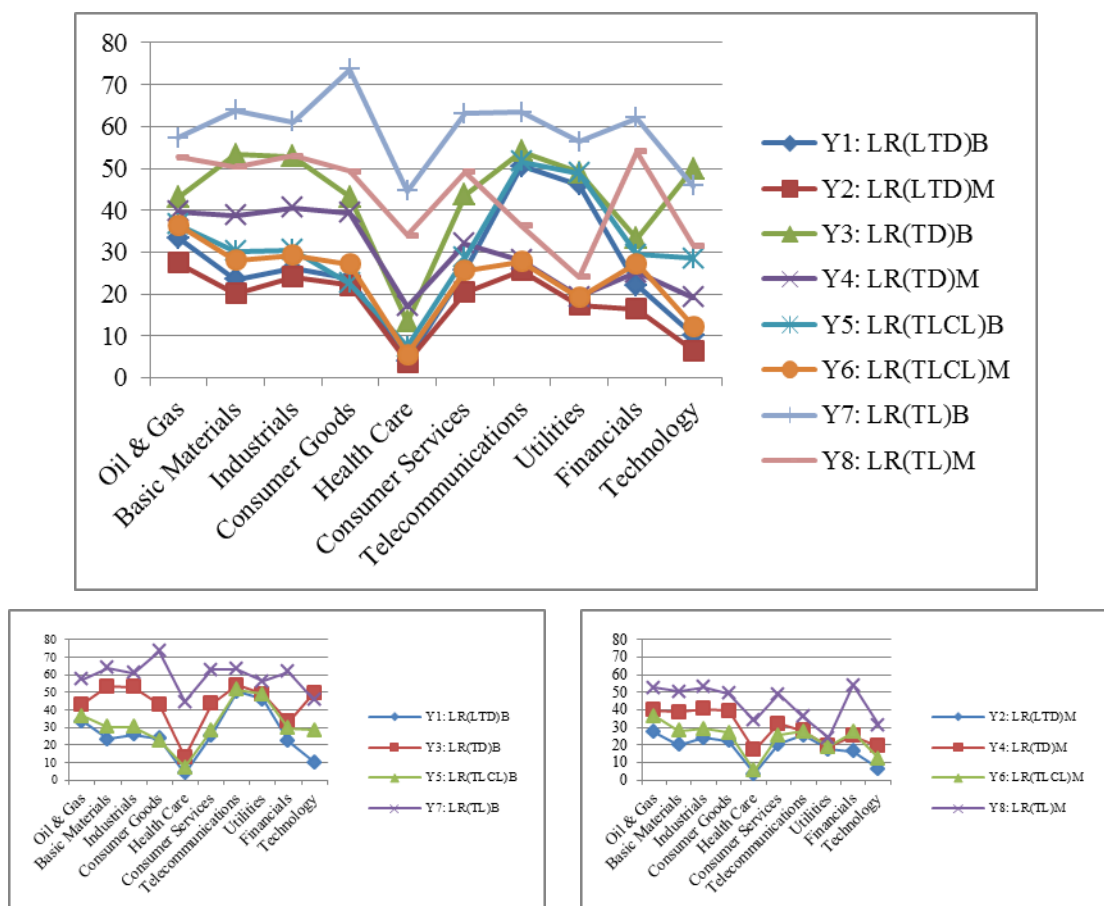 80
70
60
50
40
30
20
10
0
Oil & Gas
Basic Materials
Industrials
Consumer Goods
Health Care
Consumer Services
Telecommunications
Utilities
Financials
Technology
Y1: LR(LTD)B
Y2: LR(LTD)M
Y3: LR(TD)B
Y4: LR(TD)M
Y5: LR(TLCL)B
Y6: LR(TLCL)M
Y7: LR(TL)B
Y8: LR(TL)M
80
70
60
50
40
30
20
10
0
Oil & Gas
Basic Materials
Industrials
Consumer Goods
Health Care
Consumer Services
Telecommunications
Utilities
Financials
Technology
Y1: LR(LTD)B
Y3: LR(TD)B
Y5: LR(TLCL)B
Y7: LR(TL)B
80
70
60
50
40
30
20
10
0
Oil & Gas
Basic Materials
Industrials
Consumer Goods
Health Care
Consumer Services
Telecommunications
Utilities
Financials
Technology
Y2: LR(LTD)M
Y4: LR(TD)M
Y6: LR(TLCL)M
Y8: LR(TL)M